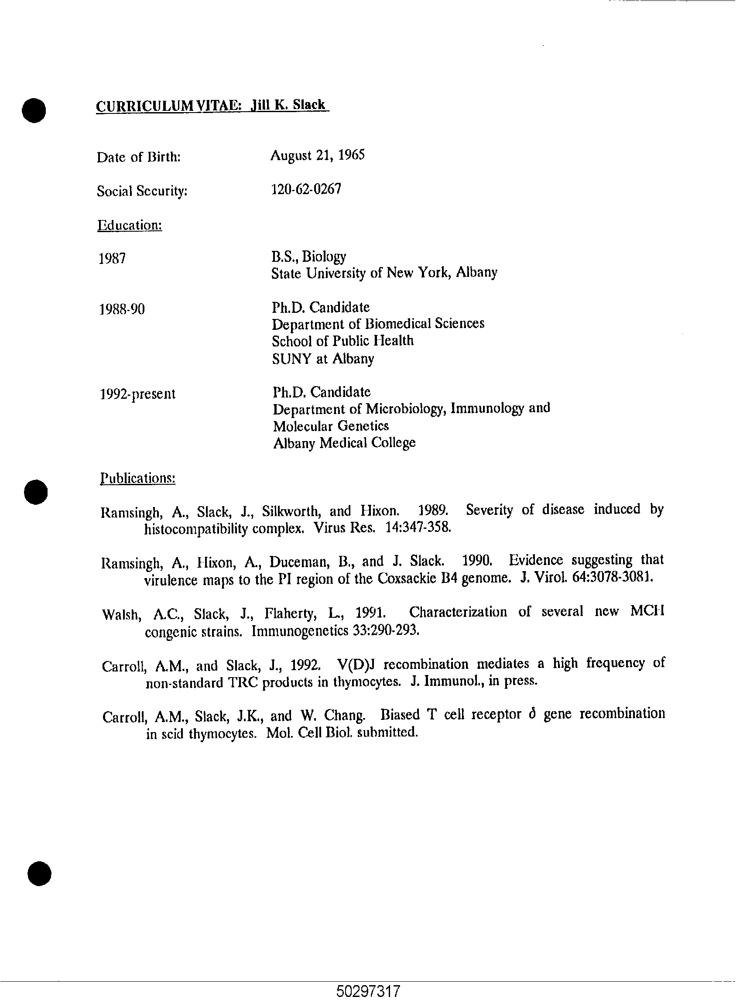 CURRICULUM VITAE: Jill K. Slack
Date of Birth: August 21, 1965
Social Security: 120-62-0267
Education:
1987 B.S., Biology
State University of New York, Albany
1988-90 Ph.D. Candidate
Department of Biomedical Sciences
School of Public Health
SUNY at Albany
1992-present Ph.D. Candidate
Department of Microbiology, Immunology and
Molecular Genetics
Albany Medical College
Publications:
Ramsingh, A., Slack, J., Silkworth, and Hixon. 1989. Severity of disease induced by
histocompatibility complex. Virus Res. 14:347-358.
Ramsingh, A., Hixon, A., Duceman, B., and J. Slack. 1990. Evidence suggesting that
virulence maps to the PI region of the Coxsackie B4 genome. J. Virol. 64:3078-3081.
Walsh, A.C., Slack, J., Flaherty, L., 1991. Characterization of several new MCH
congenic strains. Immunogenetics 33:290-293.
Carroll, A.M., and Slack, J., 1992. V(D)J recombination mediates a high frequency of
non-standard TRC products in thymocytes. J. Immunol., in press.
Carroll, A.M., Slack, J.K., and W. Chang. Biased T cell receptor δ gene recombination
in scid thymocytes. Mol. Cell Biol. submitted.
50297317